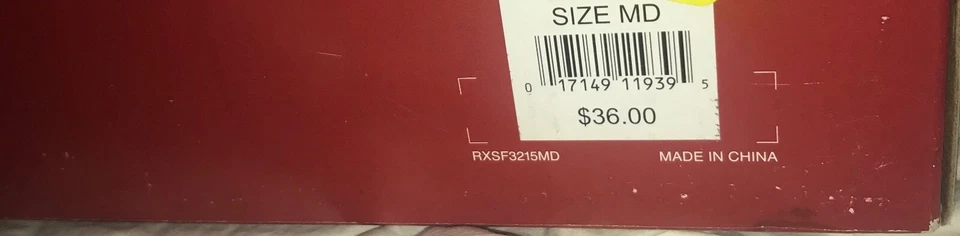 SIZE MD
0 17149 11939 5
$36.00
RXSF3215MD
MADE IN CHINA